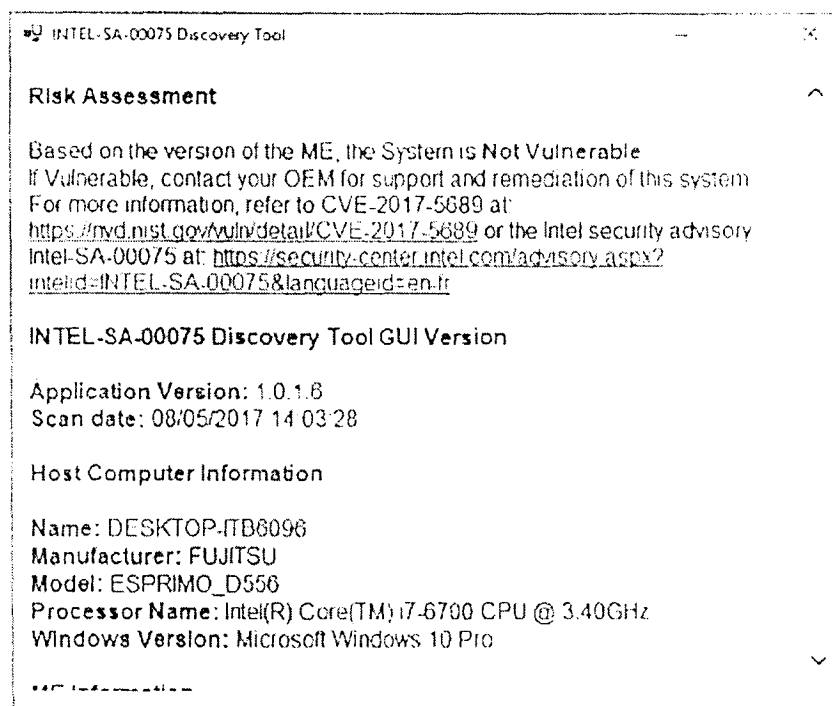 INTEL-SA-00075 Discovery Tool
Risk Assessment
Based on the version of the ME, the System is Not Vulnerable
If Vulnerable, contact your OEM for support and remediation of this system
For more information, refer to CVE-2017-5689 at:
https://nvd.nist.gov/vuln/detail/CVE-2017-5689 or the Intel security advisory
Intel-SA-00075 at: https://security-center.intel.com/advisory.aspx?
intelid=INTEL-SA-00075&languageid=en-fr
INTEL-SA-00075 Discovery Tool GUI Version
Application Version: 1.0.1.6
Scan date: 08/05/2017 14:03:28
Host Computer Information
Name: DESKTOP-ITB6096
Manufacturer: FUJITSU
Model: ESPRIMO_D556
Processor Name: Intel(R) Core(TM) i7-6700 CPU @ 3.40GHz
Windows Version: Microsoft Windows 10 Pro
ME Information